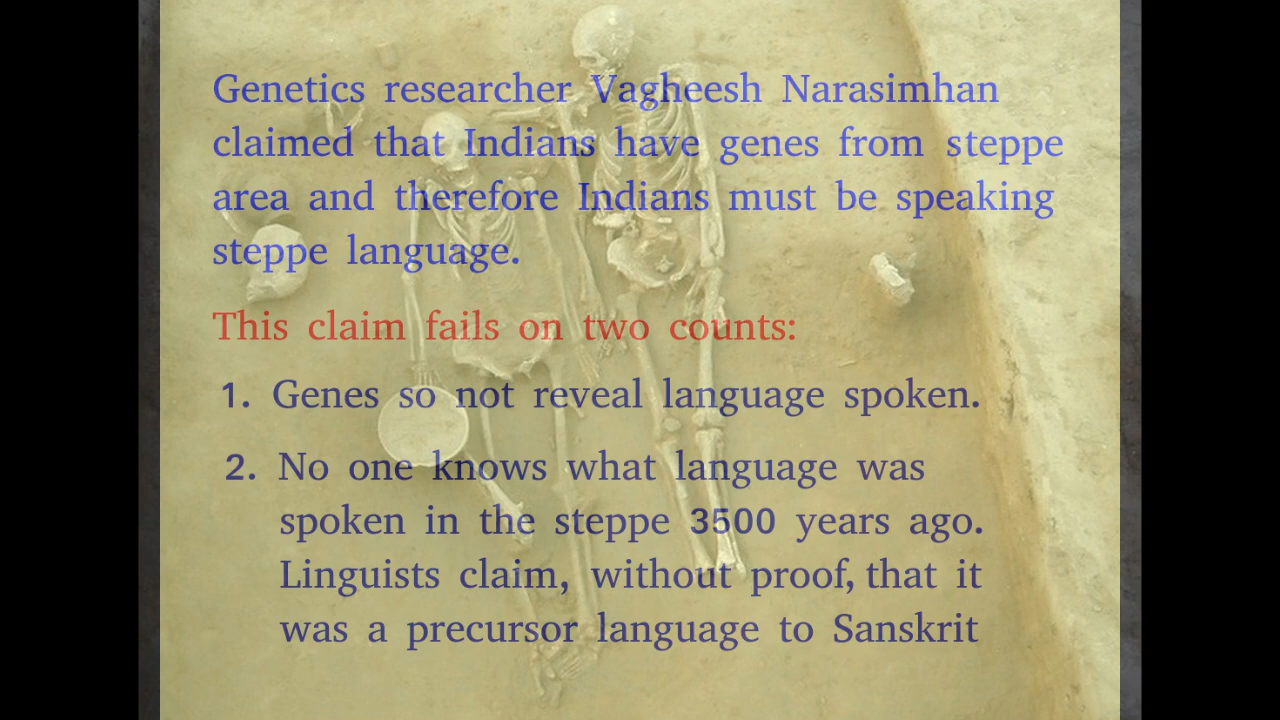 Genetics researcher Vagheesh Narasimhan
claimed that Indians have genes from steppe
area and therefore Indians must be speaking
steppe language.
This claim fails on two counts:
1. Genes so not reveal language spoken.
2. No one knows what language was
spoken in the steppe 3500 years ago.
Linguists claim, without proof, that it
was a precursor language to Sanskrit